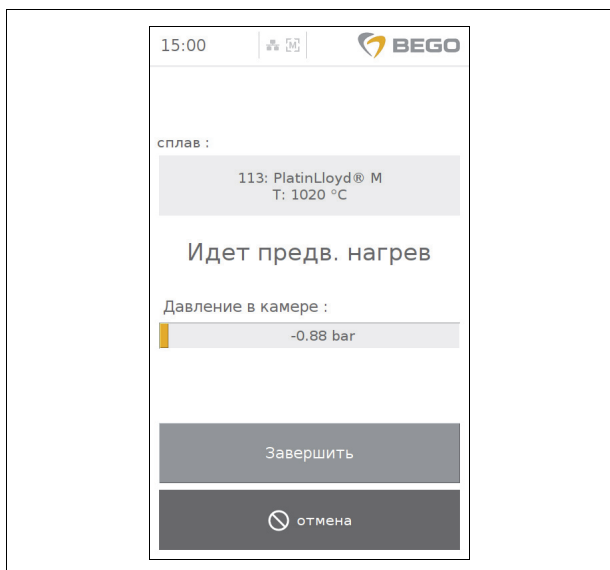 15:00 M BEGO
сплав :
113: PlatinLloyd® M
T: 1020 °C
Идет предв. нагрев
Давление в камере :
-0.88 bar
Завершить
отмена